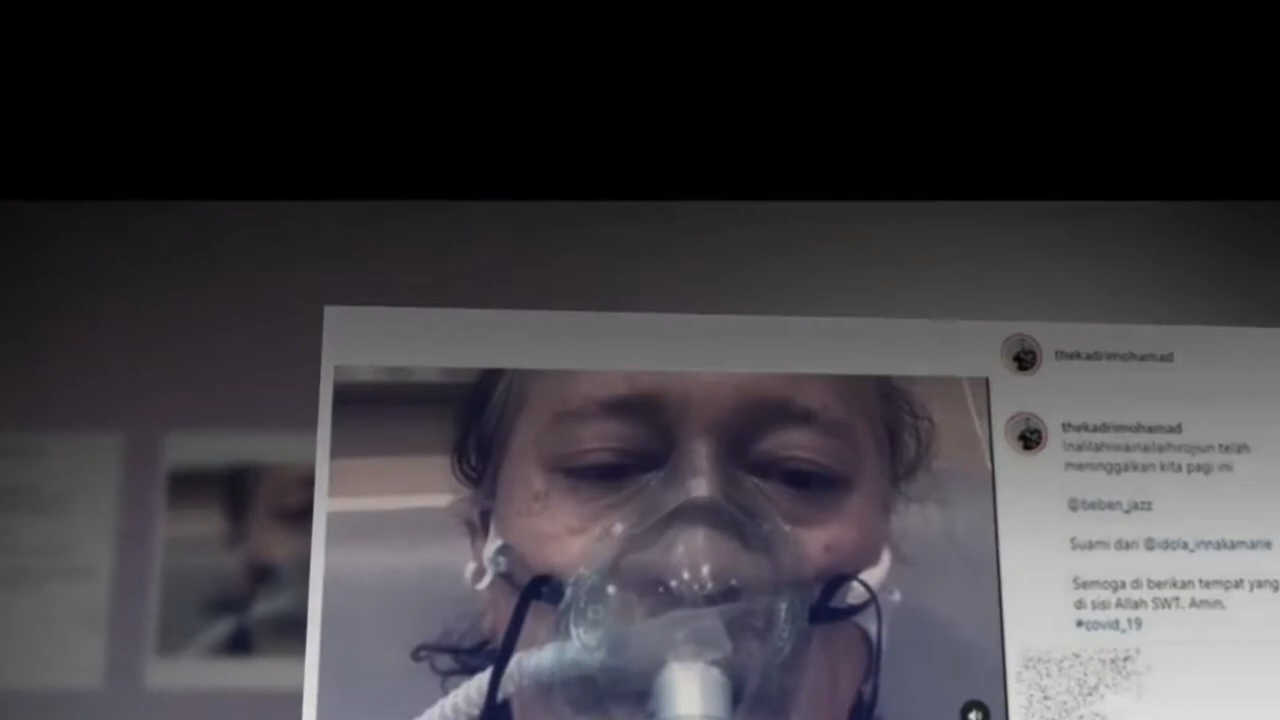 thekadrimohamad
thekadrimohamad
Inalilahiwainailaihirojiun telah
meninggalkan kita pagi ini
@beben_jazz
Suami dari @idola_innakamarie
Semoga di berikan tempat yang
di sisi Allah SWT. Amin.
#covid_19